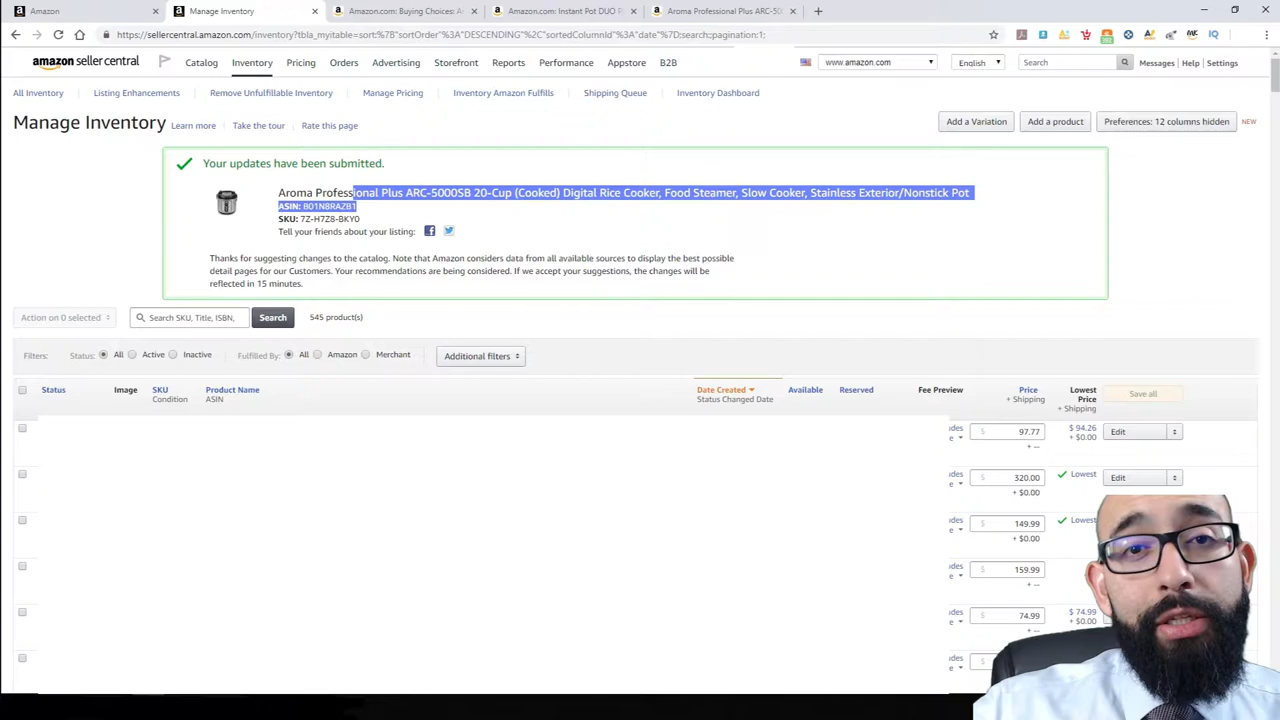 Amazon
Manage Inventory
Amazon.com: Buying Choices: A
Amazon.com: Instant Pot DUO P
Aroma Professional Plus ARC-50
https://sellercentral.amazon.com/inventory?tbla_myitable=sort:%7B"sortOrder"%3A"DESCENDING"%2C"sortedColumnId"%3A"date"%7D;search:;pagination:1;
amazon seller central
Catalog Inventory Pricing Orders Advertising Storefront Reports Performance Appstore B2B
www.amazon.com
English
Search
Messages | Help | Settings
All Inventory Listing Enhancements Remove Unfulfillable Inventory Manage Pricing Inventory Amazon Fulfills Shipping Queue Inventory Dashboard
Manage Inventory Learn more Take the tour Rate this page
Add a Variation Add a product Preferences: 12 columns hidden NEW
Your updates have been submitted.
Aroma Professional Plus ARC-5000SB 20-Cup (Cooked) Digital Rice Cooker, Food Steamer, Slow Cooker, Stainless Exterior/Nonstick Pot
ASIN: B01N8RAZB1
SKU: 7Z-H7Z8-BKY0
Tell your friends about your listing:
Thanks for suggesting changes to the catalog. Note that Amazon considers data from all available sources to display the best possible
detail pages for our Customers. Your recommendations are being considered. If we accept your suggestions, the changes will be
reflected in 15 minutes.
Action on 0 selected Search SKU, Title, ISBN, Search 545 product(s)
Filters: Status: All Active Inactive Fulfilled By: All Amazon Merchant Additional filters
Status Image SKU Product Name Date Created Available Reserved Fee Preview Price Lowest Price Save all
Condition ASIN Status Changed Date + Shipping + Shipping
$ 97.77 $ 94.26 Edit
+ -- + $0.00
$ 320.00 Lowest Edit
+ $0.00
$ 149.99 Lowest
+ $0.00
$ 159.99
+ --
$ 74.99 $ 74.99
+ -- + $0.00